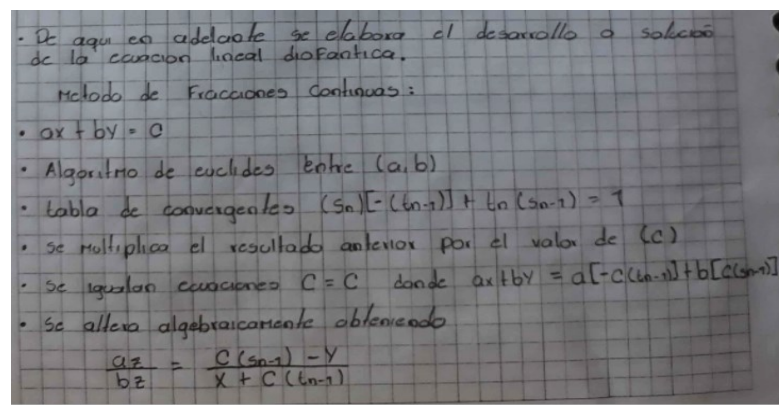 · De aqui en adelante se elabora el desarrollo o solucion
de la ecuacion lineal diofantica.
Metodo de Fracciones Continuas:
· ax + by = c
· Algoritmo de euclides entre (a,b)
· tabla de convergentes (Sn)[-(tn-1)] + tn(Sn-1) = 1
· se multiplica el resultado anterior por el valor de (c)
· se igualan ecuaciones C = C donde ax+by = a[-c(tn-1)]+b[c(sn-1)]
· se altera algebraicamente obteniendo
az/bz = C(sn-1) - y / x + c(tn-1)